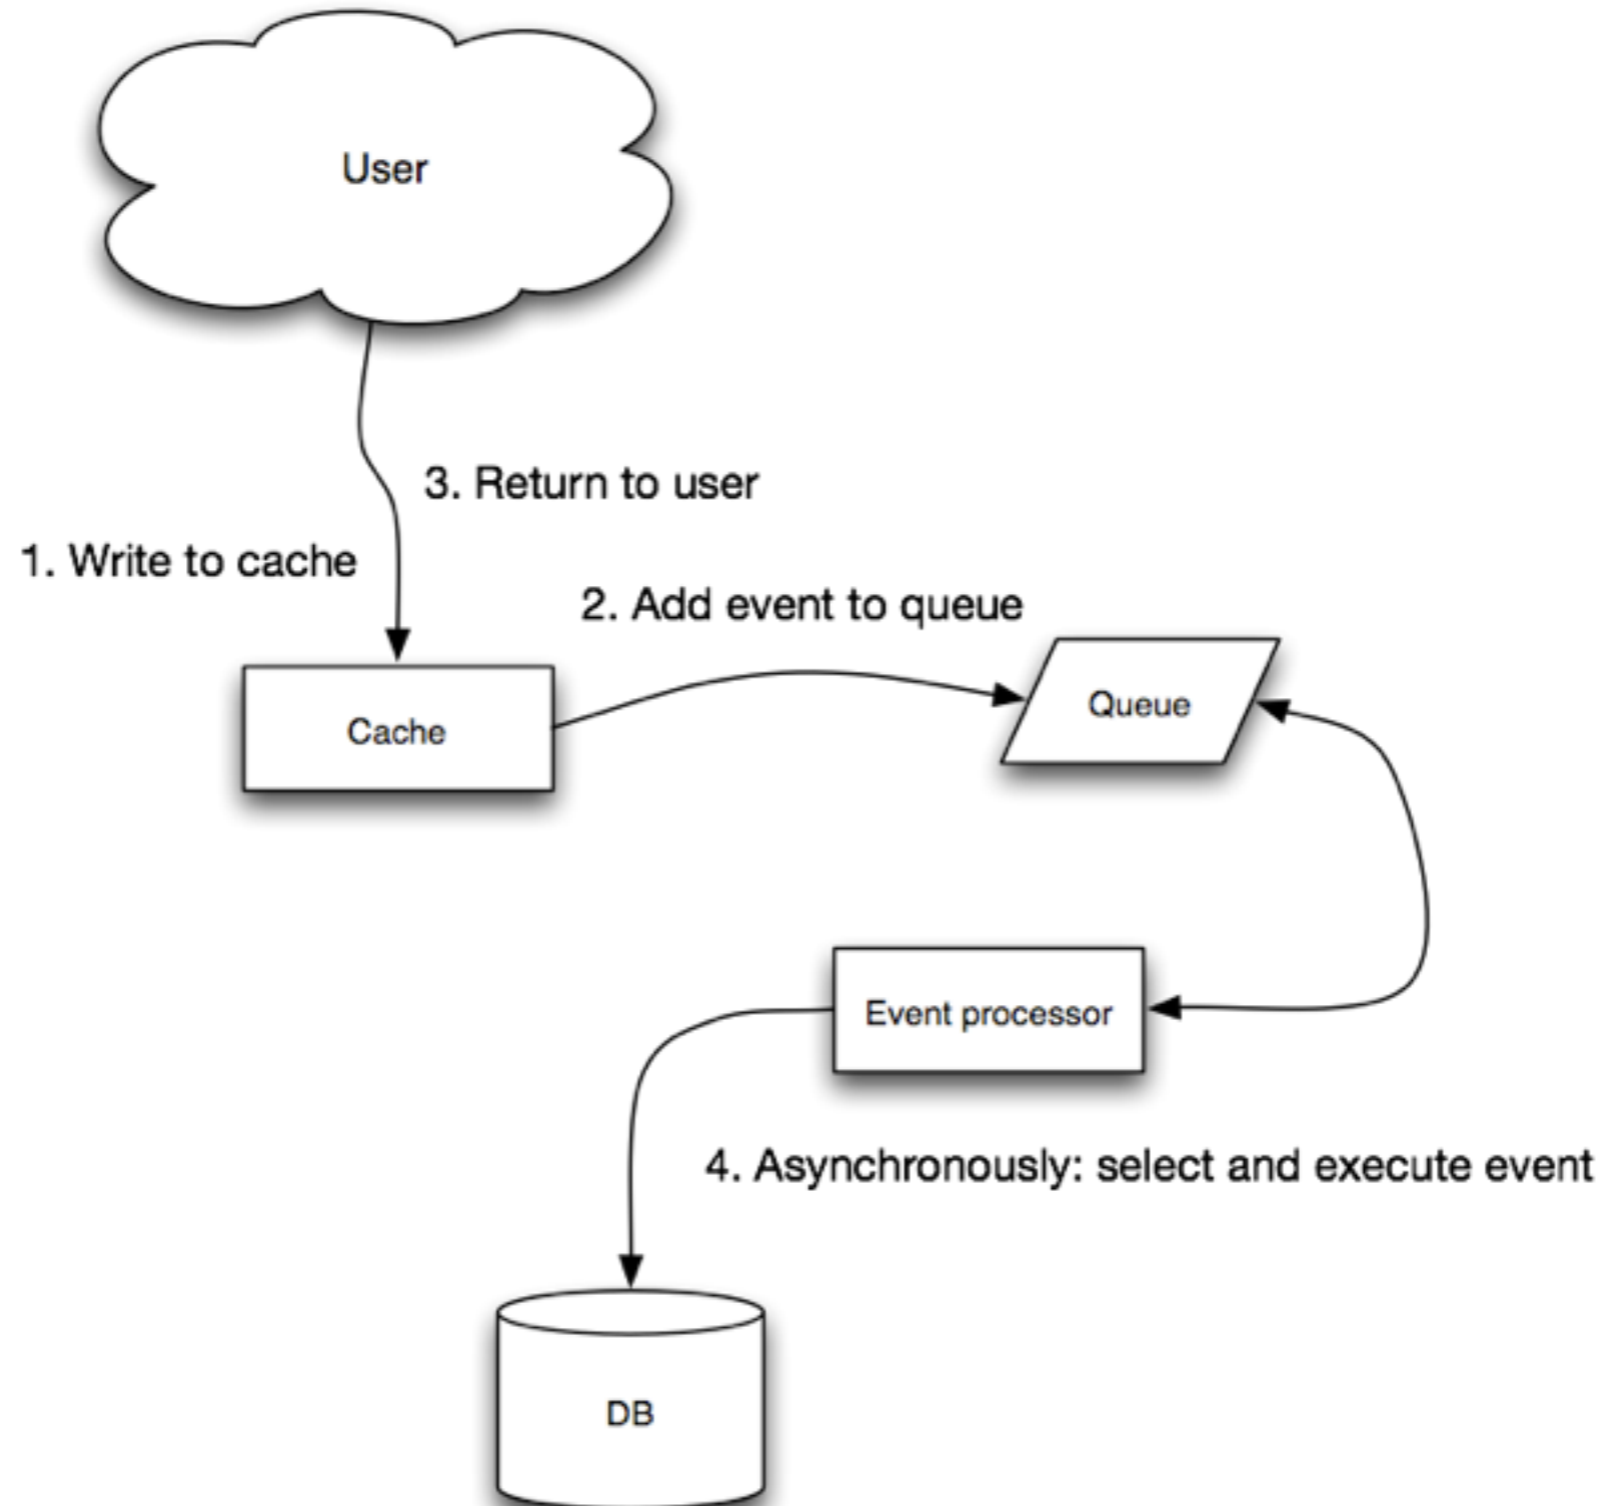 User
3. Return to user
1. Write to cache
2. Add event to queue
Cache
Queue
Event processor
4. Asynchronously: select and execute event
DB